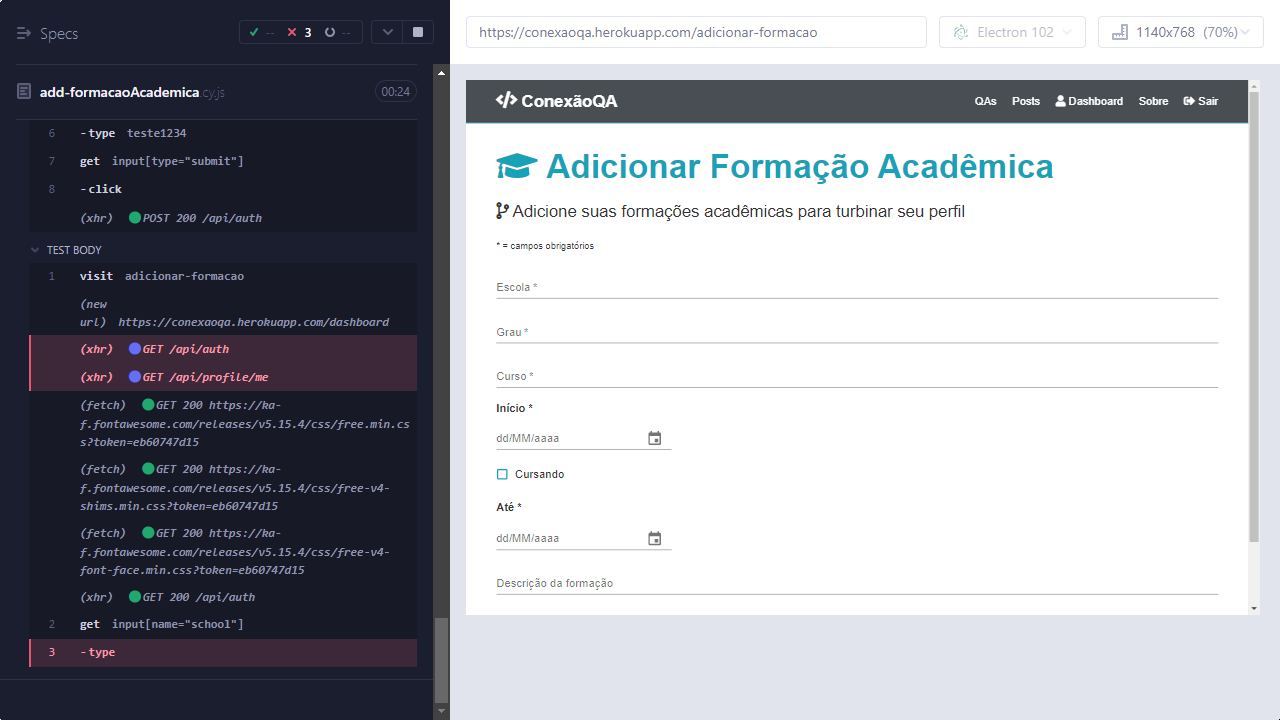 Specs
-- 3 --
add-formacaoAcademica.cy.js 00:24
6 -type teste1234
7 get input[type="submit"]
8 -click
(xhr) POST 200 /api/auth
TEST BODY
1 visit adicionar-formacao
(new
url) https://conexaoqa.herokuapp.com/dashboard
(xhr) GET /api/auth
(xhr) GET /api/profile/me
(fetch) GET 200 https://ka-
f.fontawesome.com/releases/v5.15.4/css/free.min.cs
s?token=eb60747d15
(fetch) GET 200 https://ka-
f.fontawesome.com/releases/v5.15.4/css/free-v4-
shims.min.css?token=eb60747d15
(fetch) GET 200 https://ka-
f.fontawesome.com/releases/v5.15.4/css/free-v4-
font-face.min.css?token=eb60747d15
(xhr) GET 200 /api/auth
2 get input[name="school"]
3 -type
https://conexaoqa.herokuapp.com/adicionar-formacao
Electron 102
1140x768 (70%)
ConexãoQA
QAs Posts Dashboard Sobre Sair
Adicionar Formação Acadêmica
Adicione suas formações acadêmicas para turbinar seu perfil
* = campos obrigatórios
Escola *
Grau *
Curso *
Início *
dd/MM/aaaa
Cursando
Até *
dd/MM/aaaa
Descrição da formação